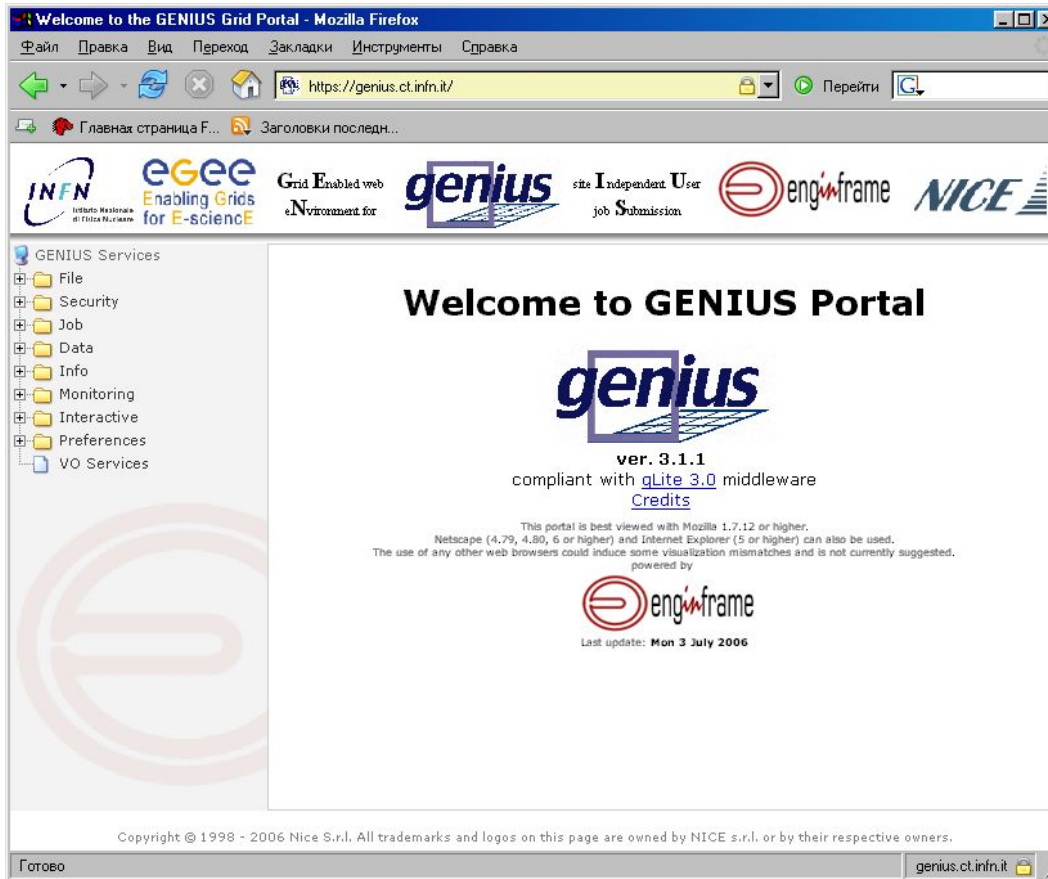 Welcome to the GENIUS Grid Portal - Mozilla Firefox
Файл Правка Вид Переход Закладки Инструменты Справка
https://genius.ct.infn.it/ Перейти G
Главная страница F... Заголовки последн...
INFN Istituto Nazionale di Fisica Nucleare
eGee Enabling Grids for E-sciencE
Grid Enabled web eNvironment for
genius
site Independent User job Submission
enginframe
NICE
GENIUS Services
File
Security
Job
Data
Info
Monitoring
Interactive
Preferences
VO Services
Welcome to GENIUS Portal
genius
ver. 3.1.1
compliant with gLite 3.0 middleware
Credits
This portal is best viewed with Mozilla 1.7.12 or higher.
Netscape (4.79, 4.80, 6 or higher) and Internet Explorer (5 or higher) can also be used.
The use of any other web browsers could induce some visualization mismatches and is not currently suggested.
powered by
enginframe
Last update: Mon 3 July 2006
Copyright © 1998 - 2006 Nice S.r.l. All trademarks and logos on this page are owned by NICE s.r.l. or by their respective owners.
Готово genius.ct.infn.it